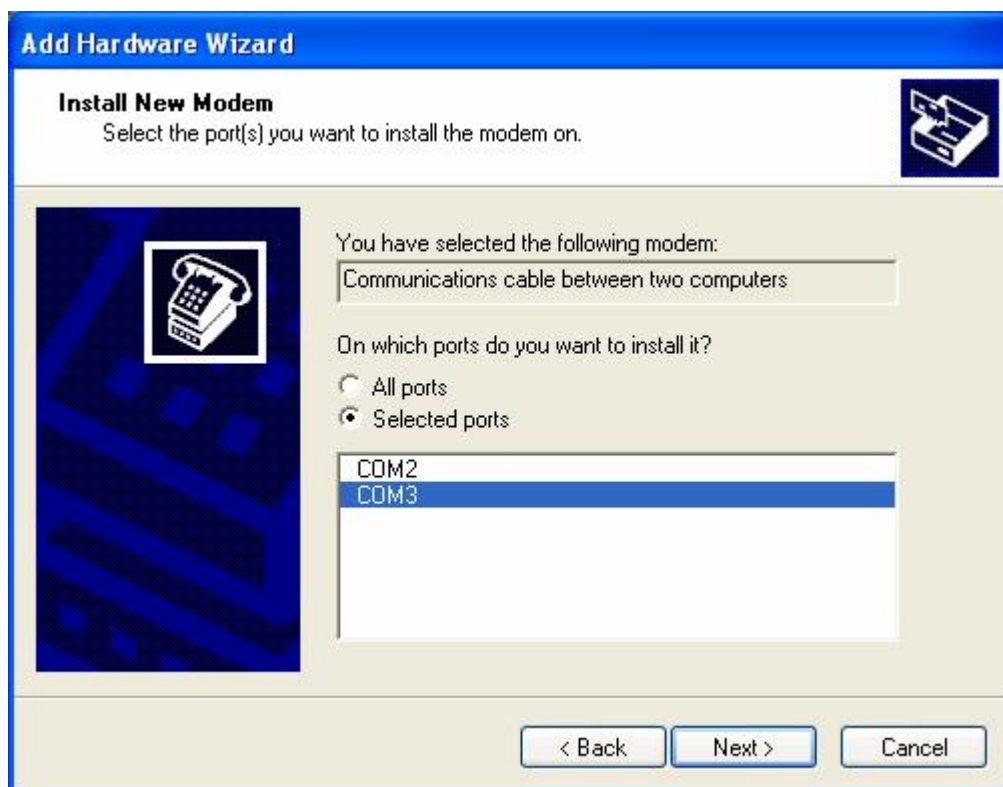 Add Hardware Wizard
Install New Modem
Select the port(s) you want to install the modem on.
You have selected the following modem:
Communications cable between two computers
On which ports do you want to install it?
All ports
Selected ports
COM2
COM3
< Back Next > Cancel